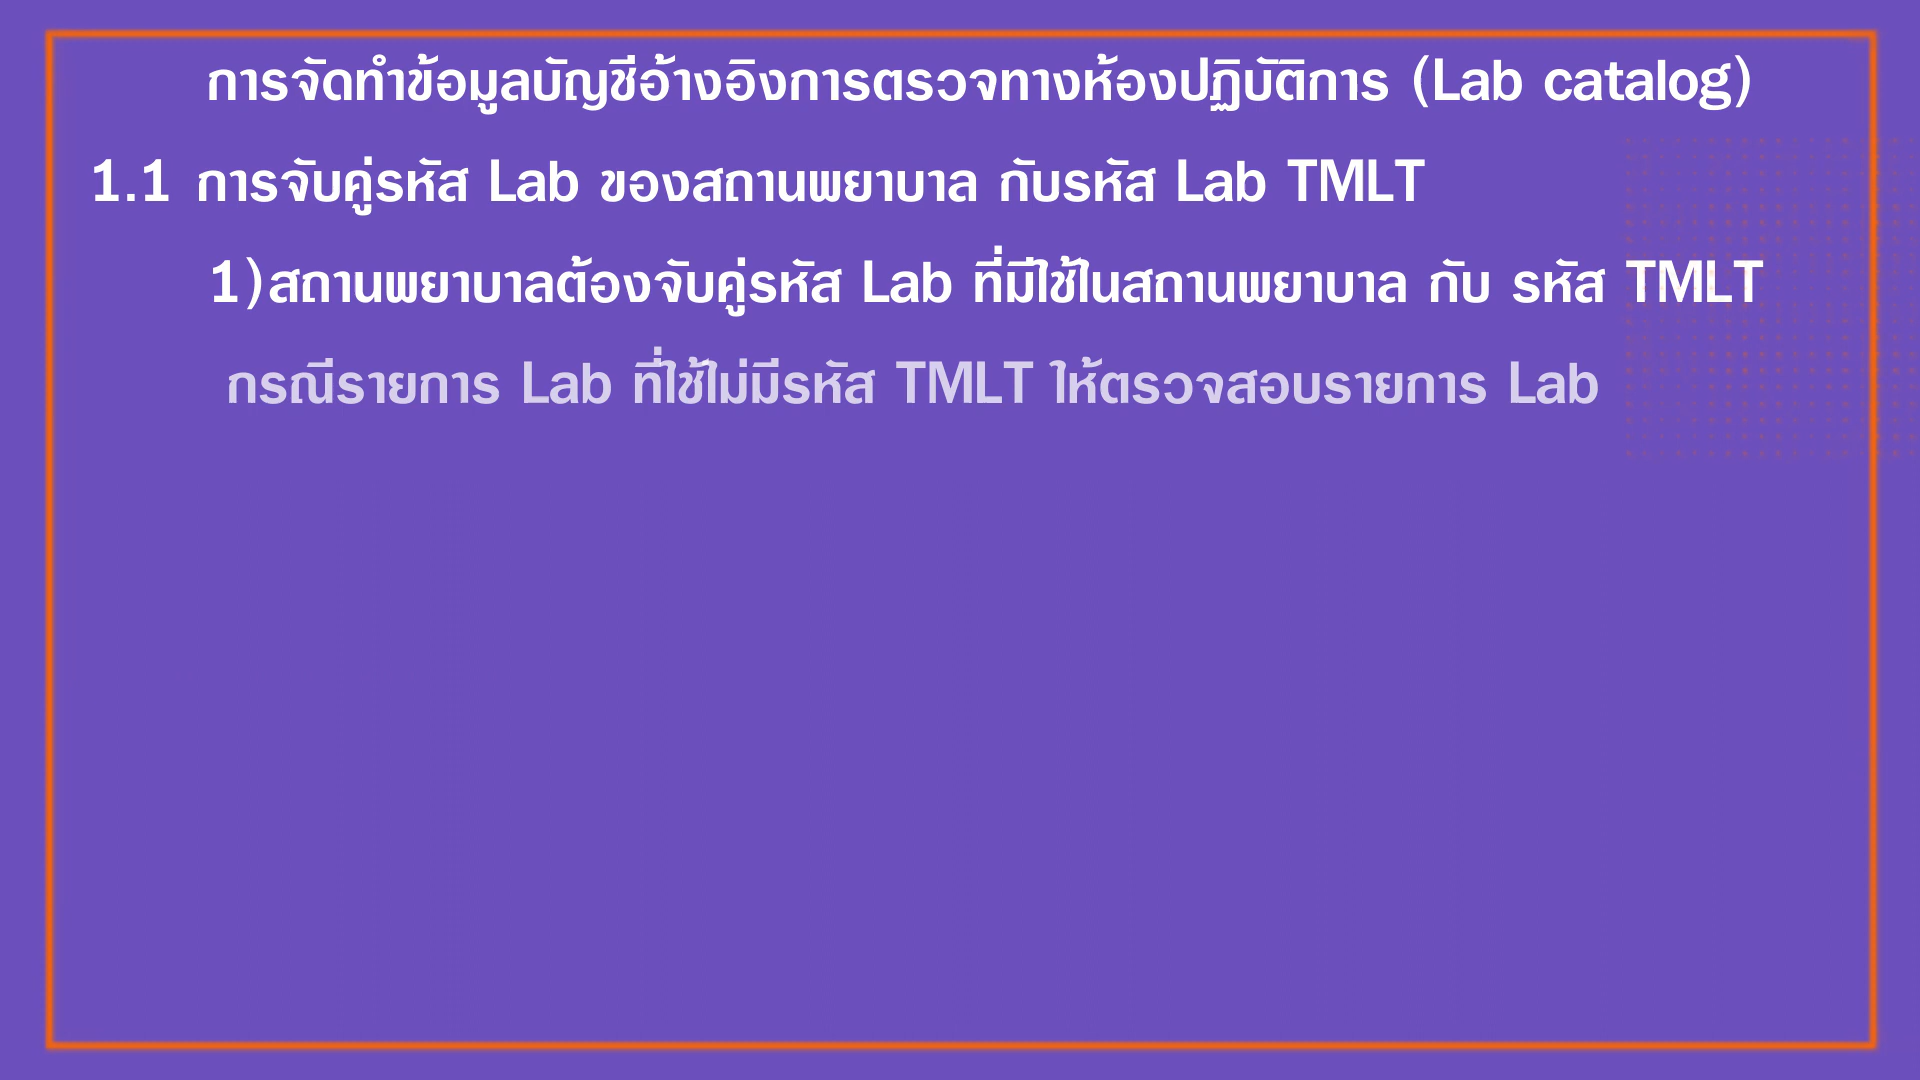 การจัดทำข้อมูลบัญชีอ้างอิงการตรวจทางห้องปฏิบัติการ (Lab catalog)
1.1 การจับคู่รหัส Lab ของสถานพยาบาล กับรหัส Lab TMLT
1)สถานพยาบาลต้องจับคู่รหัส Lab ที่มีใช้ในสถานพยาบาล กับ รหัส TMLT
กรณีรายการ Lab ที่ใช้ไม่มีรหัส TMLT ให้ตรวจสอบรายการ Lab